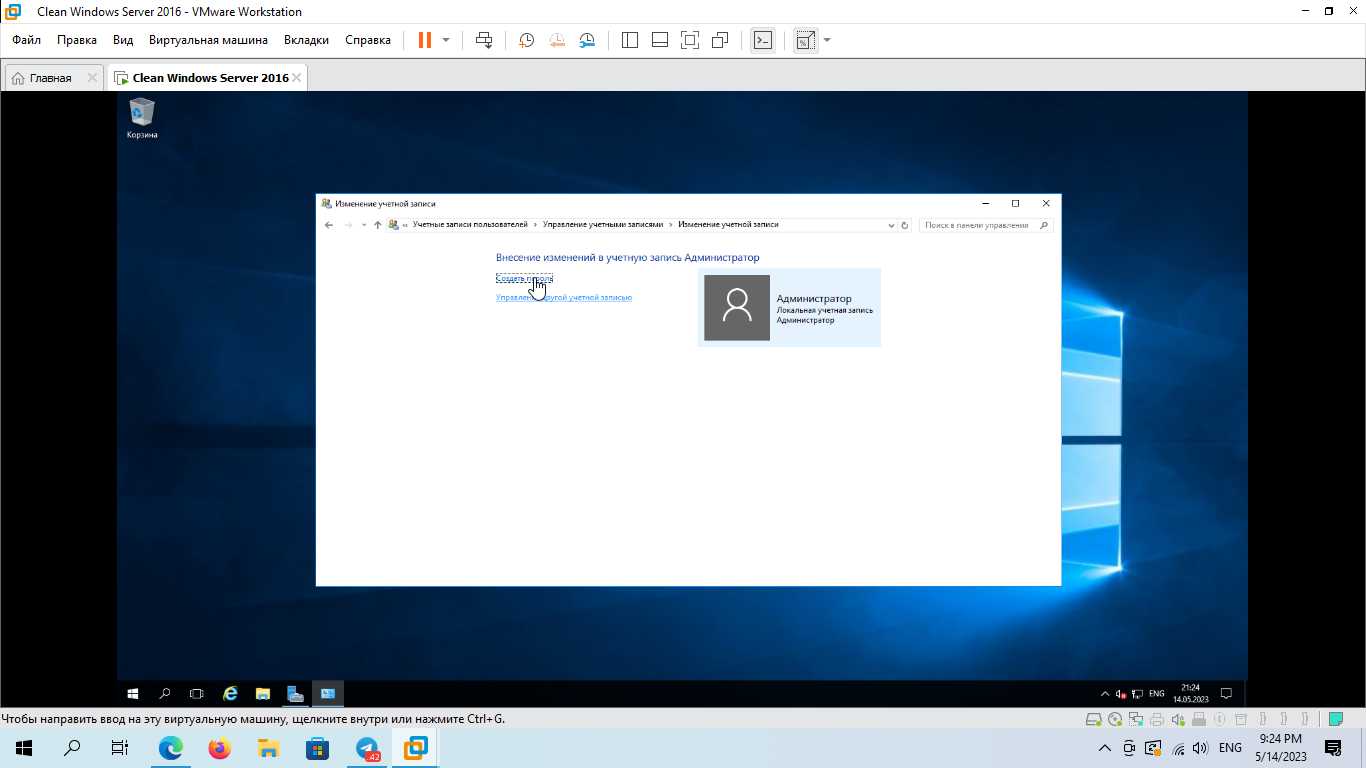 Clean Windows Server 2016 - VMware Workstation
Файл Правка Вид Виртуальная машина Вкладки Справка
Главная
Clean Windows Server 2016
Корзина
Изменение учетной записи
« Учетные записи пользователей > Управление учетными записями > Изменение учетной записи
Поиск в панели управления
Внесение изменений в учетную запись Администратор
Создать пароль
Управление другой учетной записью
Администратор
Локальная учетная запись
Администратор
ENG
21:24
14.05.2023
Чтобы направить ввод на эту виртуальную машину, щелкните внутри или нажмите Ctrl+G.
42
ENG
9:24 PM
5/14/2023